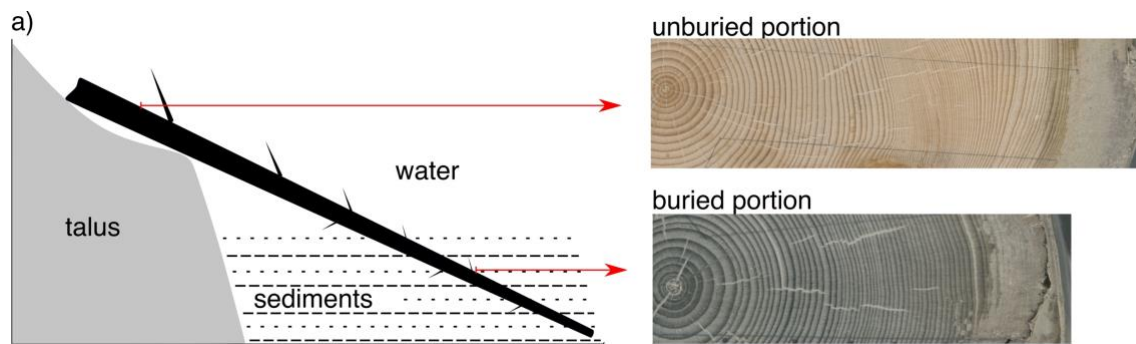 a)
unburied portion
water
talus
buried portion
sediments